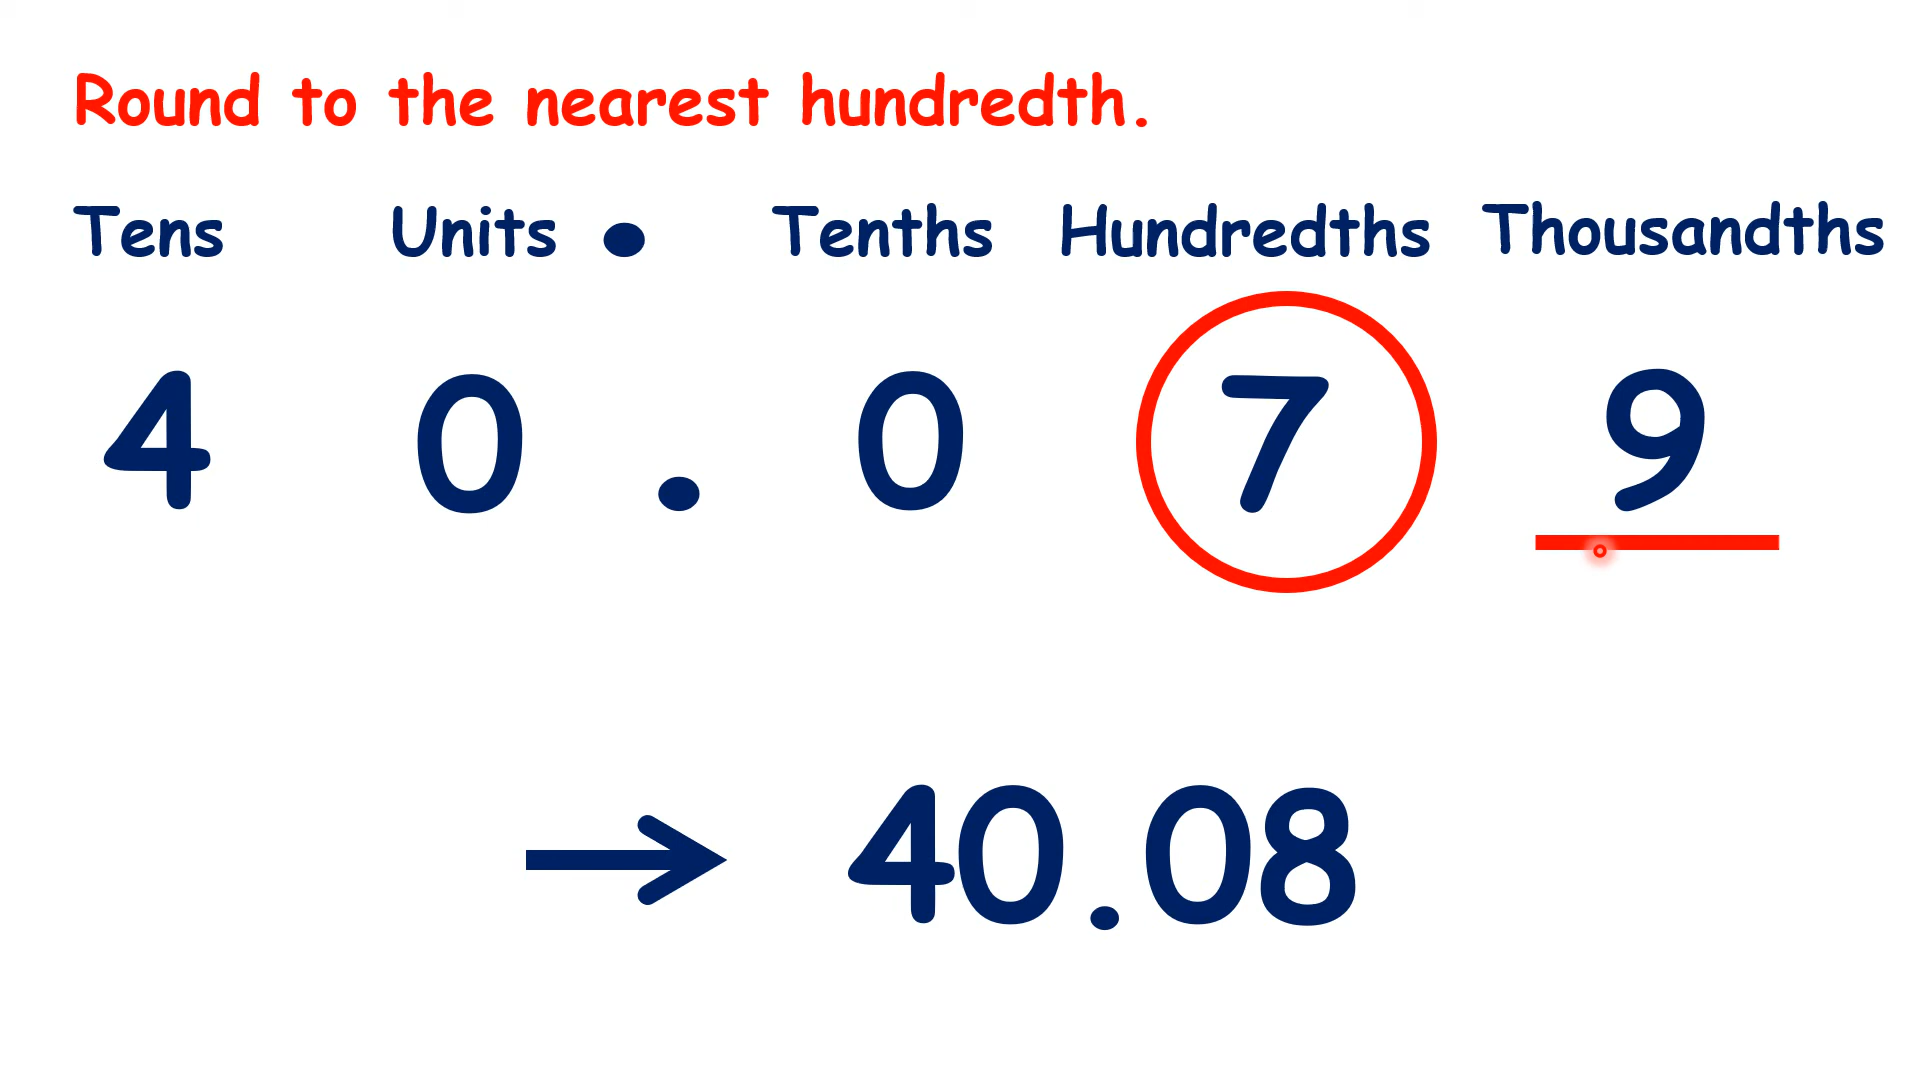 Round to the nearest hundredth.
Tens Units . Tenths Hundredths Thousandths
4 0 . 0 7 9
→ 40.08